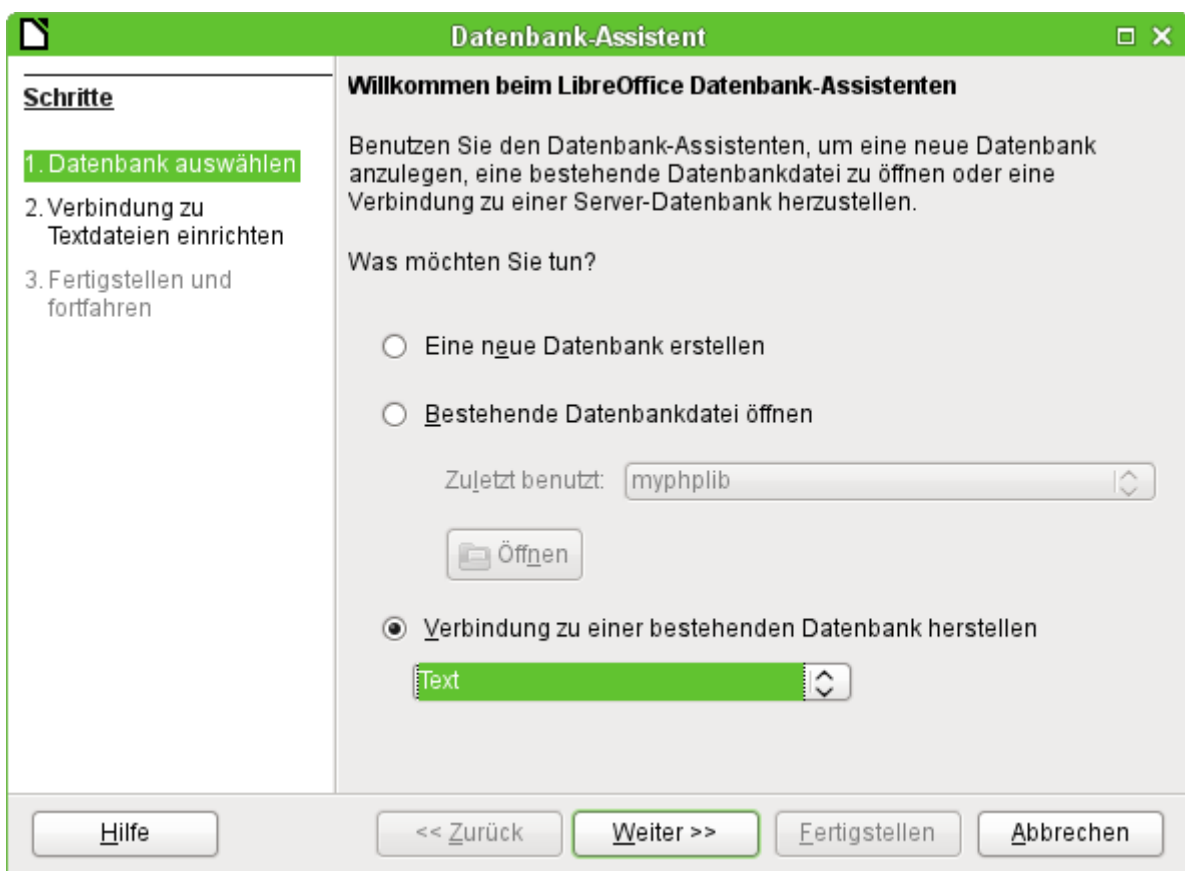 Datenbank-Assistent
Schritte
1. Datenbank auswählen
2. Verbindung zu
Textdateien einrichten
3. Fertigstellen und
fortfahren
Willkommen beim LibreOffice Datenbank-Assistenten
Benutzen Sie den Datenbank-Assistenten, um eine neue Datenbank
anzulegen, eine bestehende Datenbankdatei zu öffnen oder eine
Verbindung zu einer Server-Datenbank herzustellen.
Was möchten Sie tun?
Eine neue Datenbank erstellen
Bestehende Datenbankdatei öffnen
Zuletzt benutzt: myphplib
Öffnen
Verbindung zu einer bestehenden Datenbank herstellen
Text
Hilfe << Zurück Weiter >> Fertigstellen Abbrechen